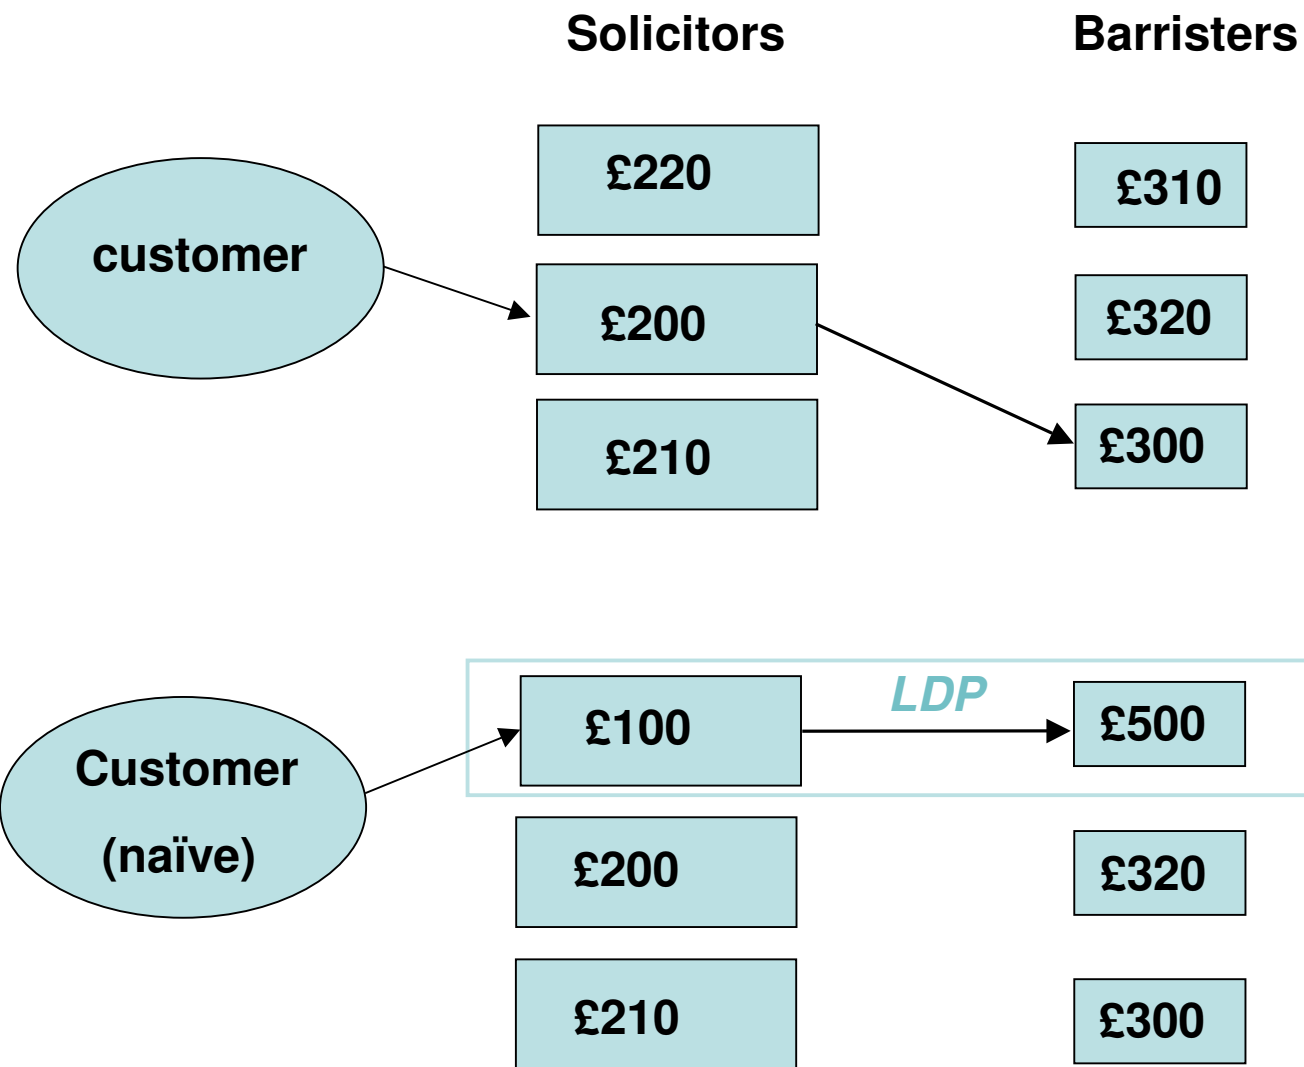 Solicitors Barristers
£220 £310
customer
£200 £320
£210 £300
LDP
£100 £500
Customer
(naïve)
£200 £320
£210 £300